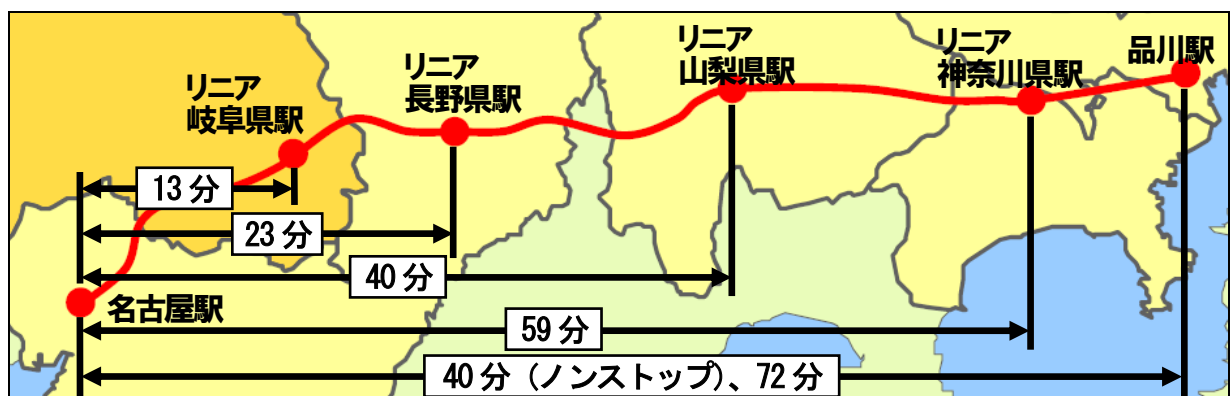 リニア
岐阜県駅
リニア
長野県駅
リニア
山梨県駅
リニア
神奈川県駅
品川駅
13分
23分
40分
名古屋駅
59分
40分（ノンストップ）、72分